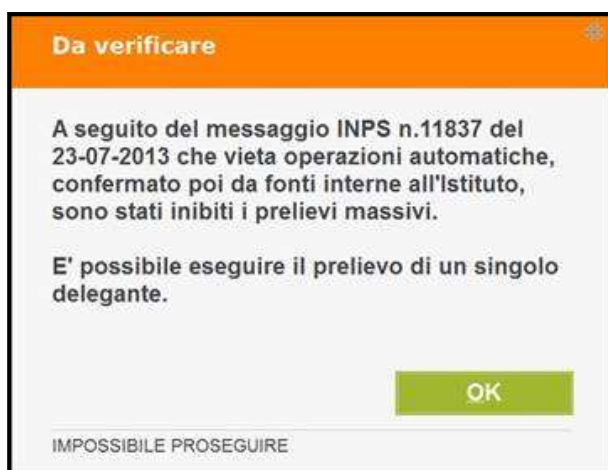 Da verificare
A seguito del messaggio INPS n.11837 del
23-07-2013 che vieta operazioni automatiche,
confermato poi da fonti interne all'Istituto,
sono stati inibiti i prelievi massivi.
E' possibile eseguire il prelievo di un singolo
delegante.
OK
IMPOSSIBILE PROSEGUIRE